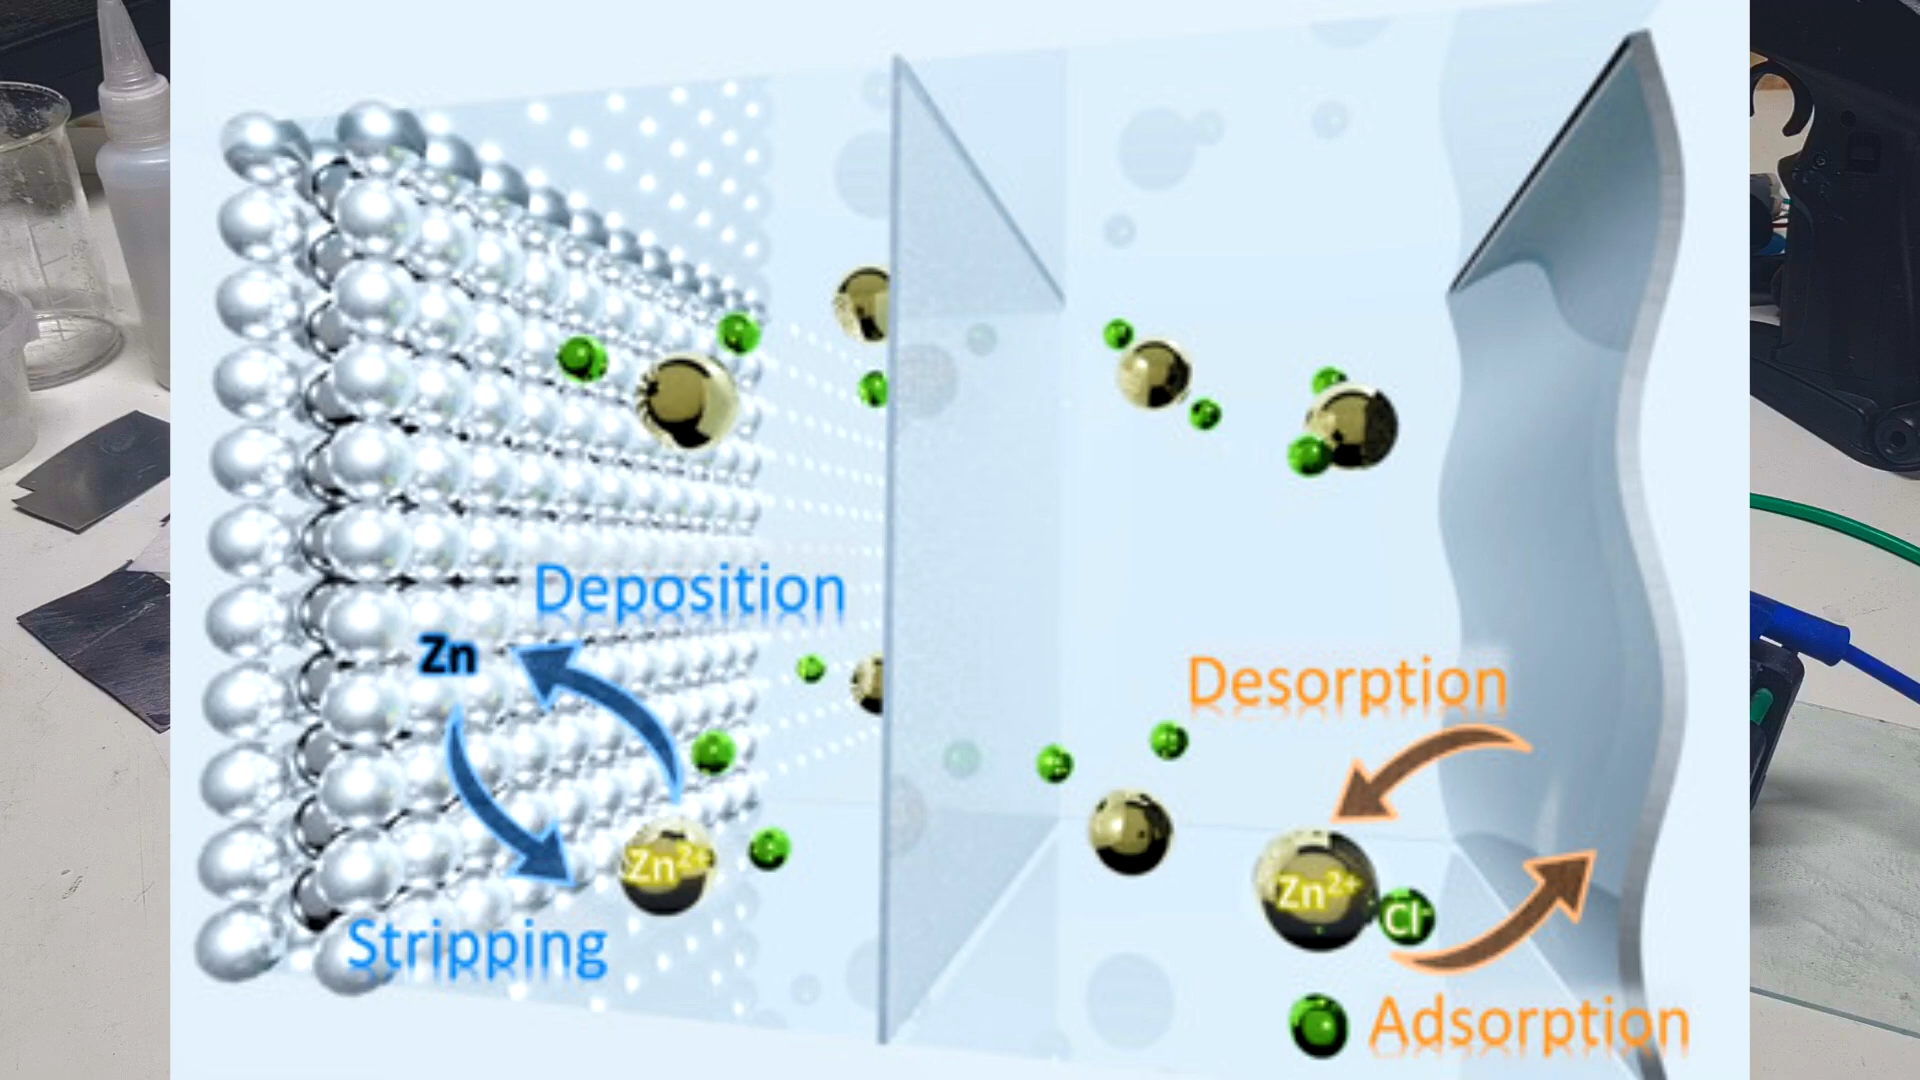 Deposition
Zn
Zn²⁺
Stripping
Desorption
Zn²⁺
Cl⁻
Adsorption